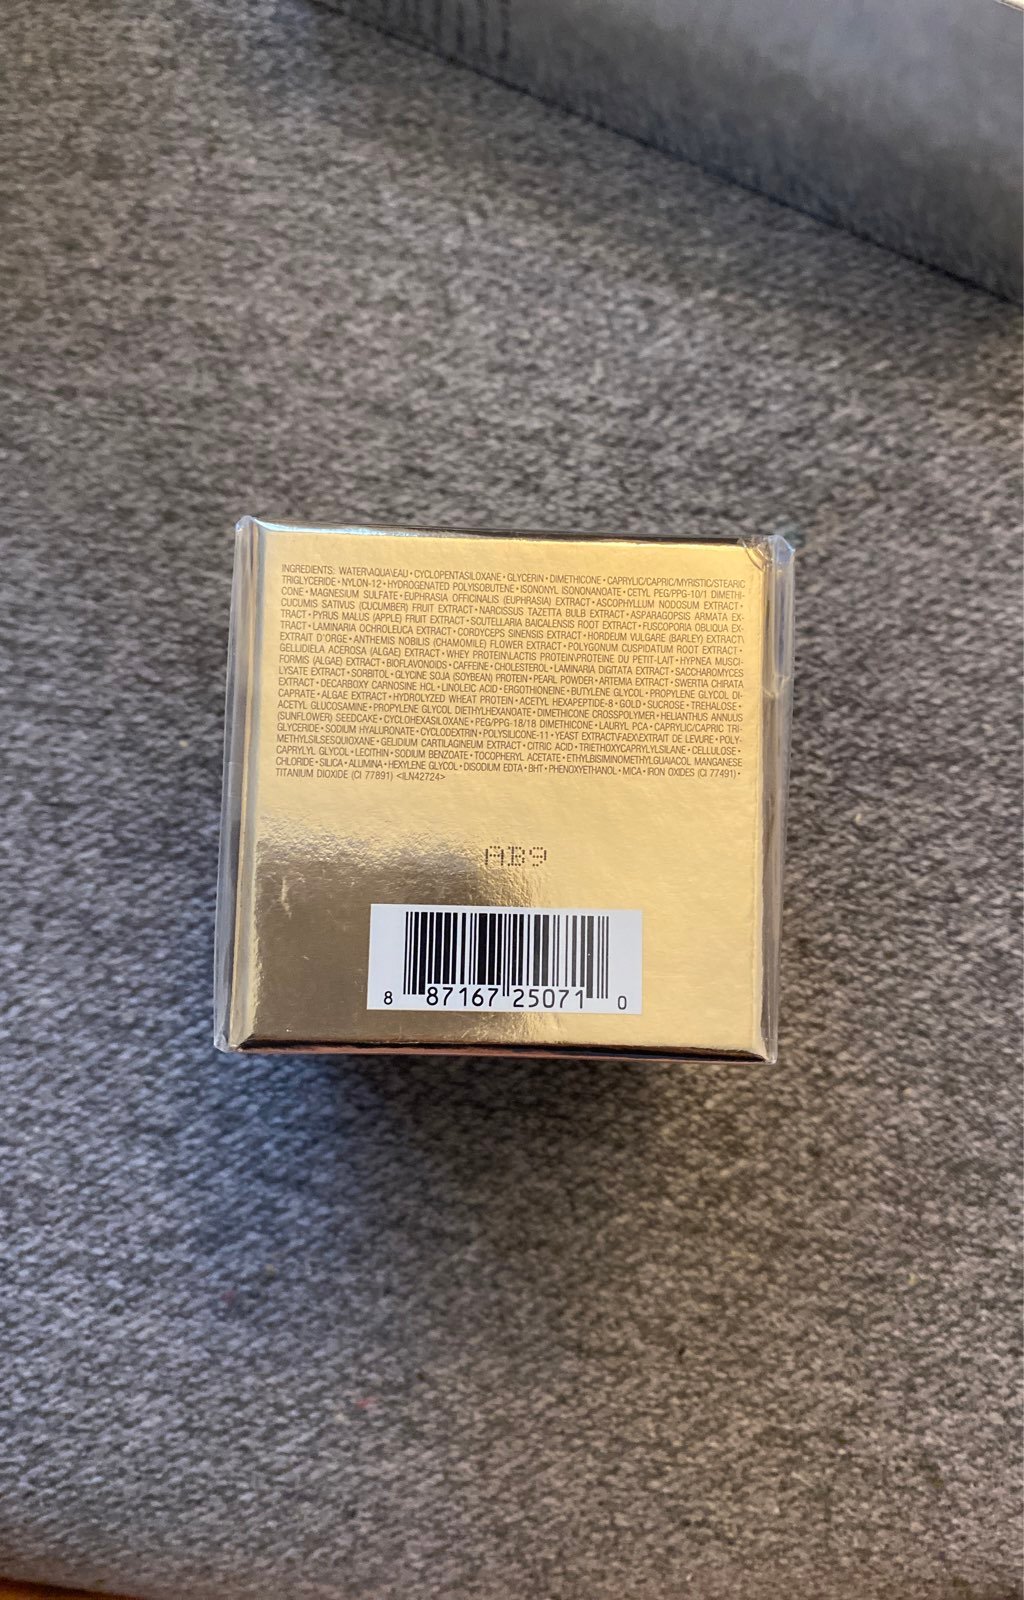 INGREDIENTS: WATER\AQUA\EAU • CYCLOPENTASILOXANE • GLYCERIN • DIMETHICONE • CAPRYLIC/CAPRIC/MYRISTIC/STEARIC
TRIGLYCERIDE • NYLON-12 • HYDROGENATED POLYISOBUTENE • ISONONYL ISONONANOATE • CETYL PEG/PPG-10/1 DIMETHI-
CONE • MAGNESIUM SULFATE • EUPHRASIA OFFICINALIS (EUPHRASIA) EXTRACT • ASCOPHYLLUM NODOSUM EXTRACT •
CUCUMIS SATIVUS (CUCUMBER) FRUIT EXTRACT • NARCISSUS TAZETTA BULB EXTRACT • ASPARAGOPSIS ARMATA EX-
TRACT • PYRUS MALUS (APPLE) FRUIT EXTRACT • SCUTELLARIA BAICALENSIS ROOT EXTRACT • FUSCOPORIA OBLIQUA EX-
TRACT • LAMINARIA OCHROLEUCA EXTRACT • CORDYCEPS SINENSIS EXTRACT • HORDEUM VULGARE (BARLEY) EXTRACT\
EXTRAIT D'ORGE • ANTHEMIS NOBILIS (CHAMOMILE) FLOWER EXTRACT • POLYGONUM CUSPIDATUM ROOT EXTRACT •
GELLIDIELA ACEROSA (ALGAE) EXTRACT • WHEY PROTEIN\LACTIS PROTEIN\PROTÉINE DU PETIT-LAIT • HYPNEA MUSCI-
FORMIS (ALGAE) EXTRACT • BIOFLAVONOIDS • CAFFEINE • CHOLESTEROL • LAMINARIA DIGITATA EXTRACT • SACCHAROMYCES
LYSATE EXTRACT • SORBITOL • GLYCINE SOJA (SOYBEAN) PROTEIN • PEARL POWDER • ARTEMIA EXTRACT • SWERTIA CHIRATA
EXTRACT • DECARBOXY CARNOSINE HCL • LINOLEIC ACID • ERGOTHIONEINE • BUTYLENE GLYCOL • PROPYLENE GLYCOL DI-
CAPRATE • ALGAE EXTRACT • HYDROLYZED WHEAT PROTEIN • ACETYL HEXAPEPTIDE-8 • GOLD • SUCROSE • TREHALOSE •
ACETYL GLUCOSAMINE • PROPYLENE GLYCOL DIETHYLHEXANOATE • DIMETHICONE CROSSPOLYMER • HELIANTHUS ANNUUS
(SUNFLOWER) SEEDCAKE • CYCLOHEXASILOXANE • PEG/PPG-18/18 DIMETHICONE • LAURYL PCA • CAPRYLIC/CAPRIC TRI-
GLYCERIDE • SODIUM HYALURONATE • CYCLODEXTRIN • POLYSILICONE-11 • YEAST EXTRACT\FAEX\EXTRAIT DE LEVURE • POLY-
METHYLSILSESQUIOXANE • GELIDIUM CARTILAGINEUM EXTRACT • CITRIC ACID • TRIETHOXYCAPRYLYLSILANE • CELLULOSE •
CAPRYLYL GLYCOL • LECITHIN • SODIUM BENZOATE • TOCOPHERYL ACETATE • ETHYLBISIMINOMETHYLGUAIACOL MANGANESE
CHLORIDE • SILICA • ALUMINA • HEXYLENE GLYCOL • DISODIUM EDTA • BHT • PHENOXYETHANOL • MICA • IRON OXIDES (CI 77491) •
TITANIUM DIOXIDE (CI 77891) <ILN42724>
AB9
8 87167 25071 0